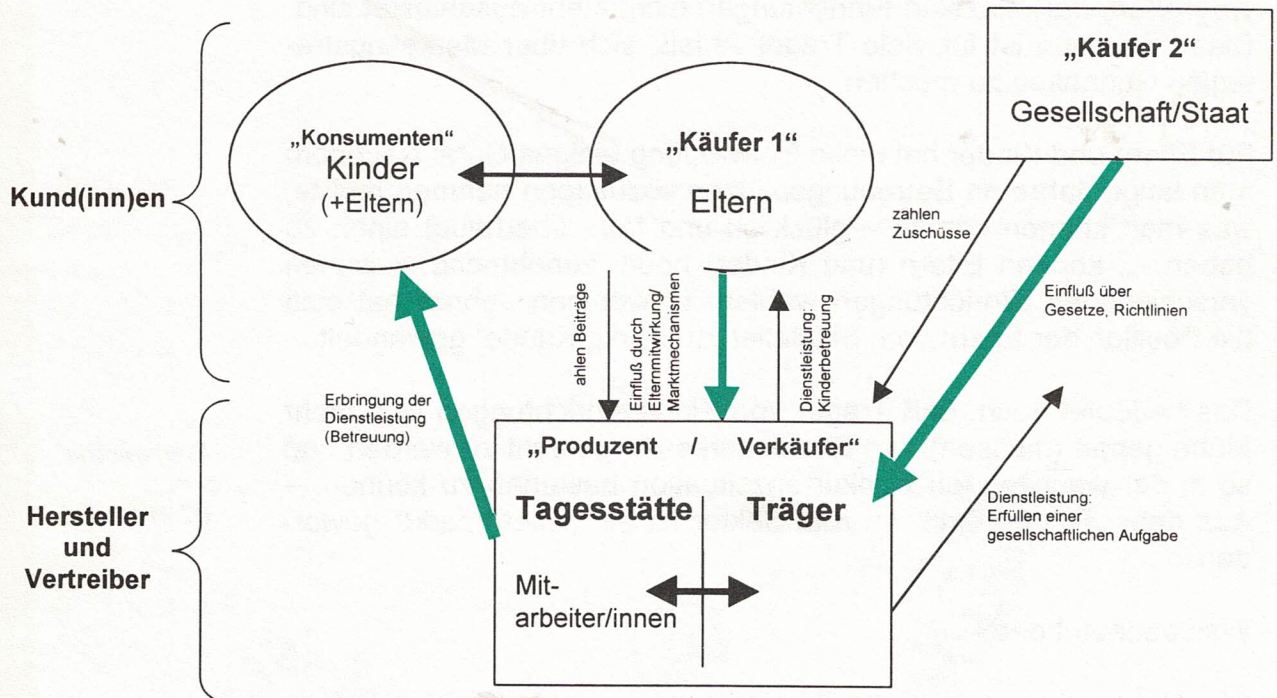 „Käufer 2“
Gesellschaft/Staat
„Konsumenten“
Kinder
(+Eltern)
„Käufer 1“
Eltern
Kund(inn)en
zahlen
Zuschüsse
Einfluß über
Gesetze, Richtlinien
ahlen Beiträge
Einfluß durch
Elternmitwirkung/
Marktmechanismen
Dienstleistung:
Kinderbetreuung
Erbringung der
Dienstleistung
(Betreuung)
„Produzent / Verkäufer“
Tagesstätte Träger
Mit-
arbeiter/innen
Hersteller
und
Vertreiber
Dienstleistung:
Erfüllen einer
gesellschaftlichen Aufgabe